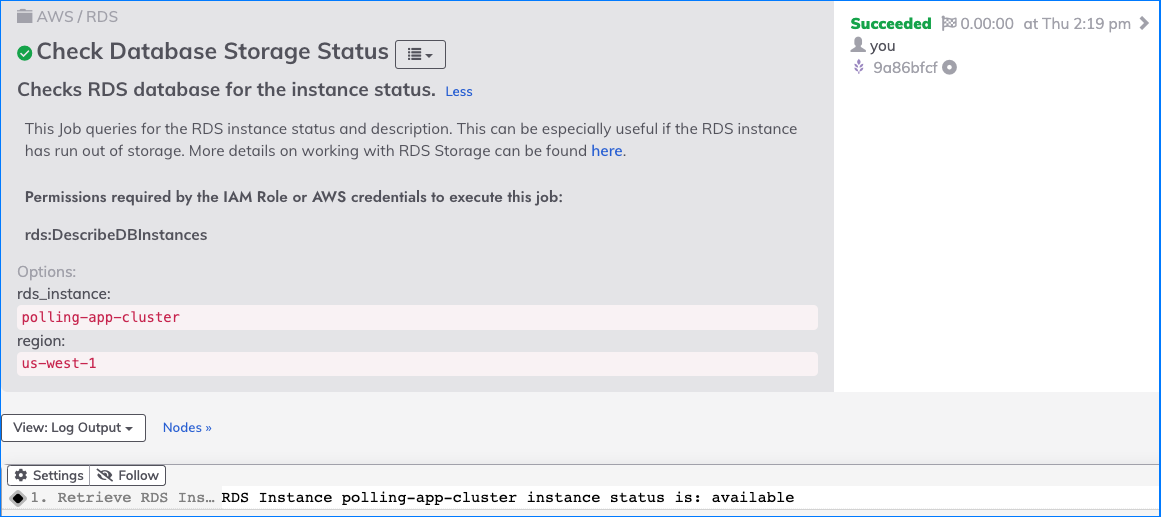 AWS / RDS
Check Database Storage Status
Checks RDS database for the instance status. Less
This Job queries for the RDS instance status and description. This can be especially useful if the RDS instance
has run out of storage. More details on working with RDS Storage can be found here.
Permissions required by the IAM Role or AWS credentials to execute this job:
rds:DescribeDBInstances
Options:
rds_instance:
polling-app-cluster
region:
us-west-1
Succeeded 0.00:00 at Thu 2:19 pm
you
9a86bfcf
View: Log Output Nodes »
Settings Follow
1. Retrieve RDS Ins… RDS Instance polling-app-cluster instance status is: available